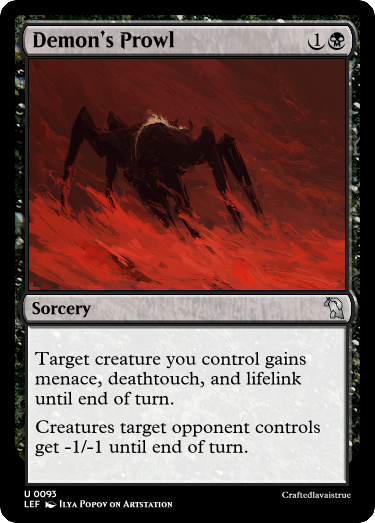 Demon's Prowl 1
Sorcery
Target creature you control gains
menace, deathtouch, and lifelink
until end of turn.
Creatures target opponent controls
get -1/-1 until end of turn.
U 0093
LEF Ilya Popov on Artstation
Craftedlavaistrue